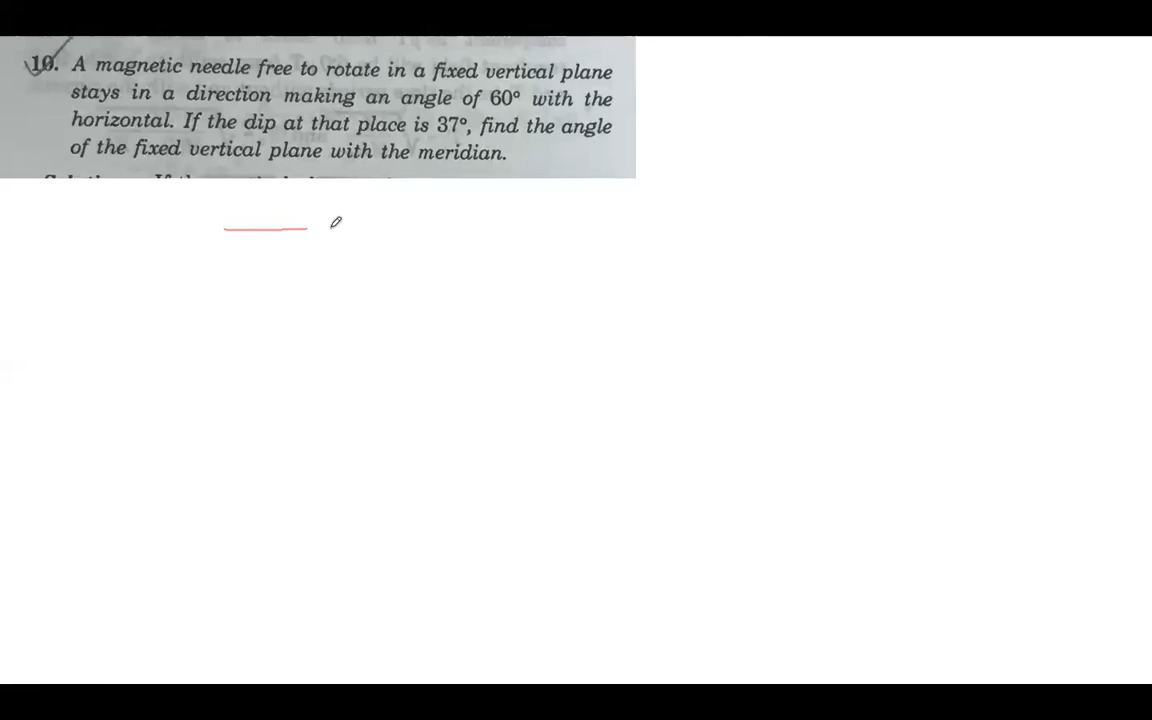 10. A magnetic needle free to rotate in a fixed vertical plane
stays in a direction making an angle of 60° with the
horizontal. If the dip at that place is 37°, find the angle
of the fixed vertical plane with the meridian.